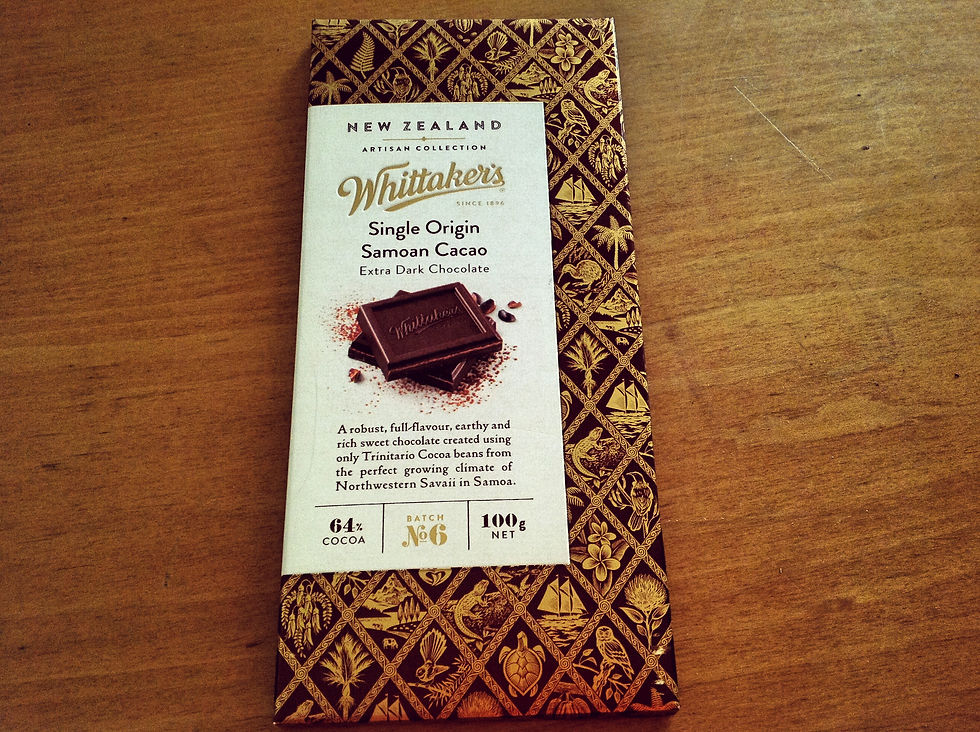 NEW ZEALAND
ARTISAN COLLECTION
Whittaker's
SINCE 1896
Single Origin
Samoan Cacao
Extra Dark Chocolate
Whittaker's
A robust, full-flavour, earthy and
rich sweet chocolate created using
only Trinitario Cocoa beans from
the perfect growing climate of
Northwestern Savaii in Samoa.
64%
COCOA
BATCH
No6
100g
NET